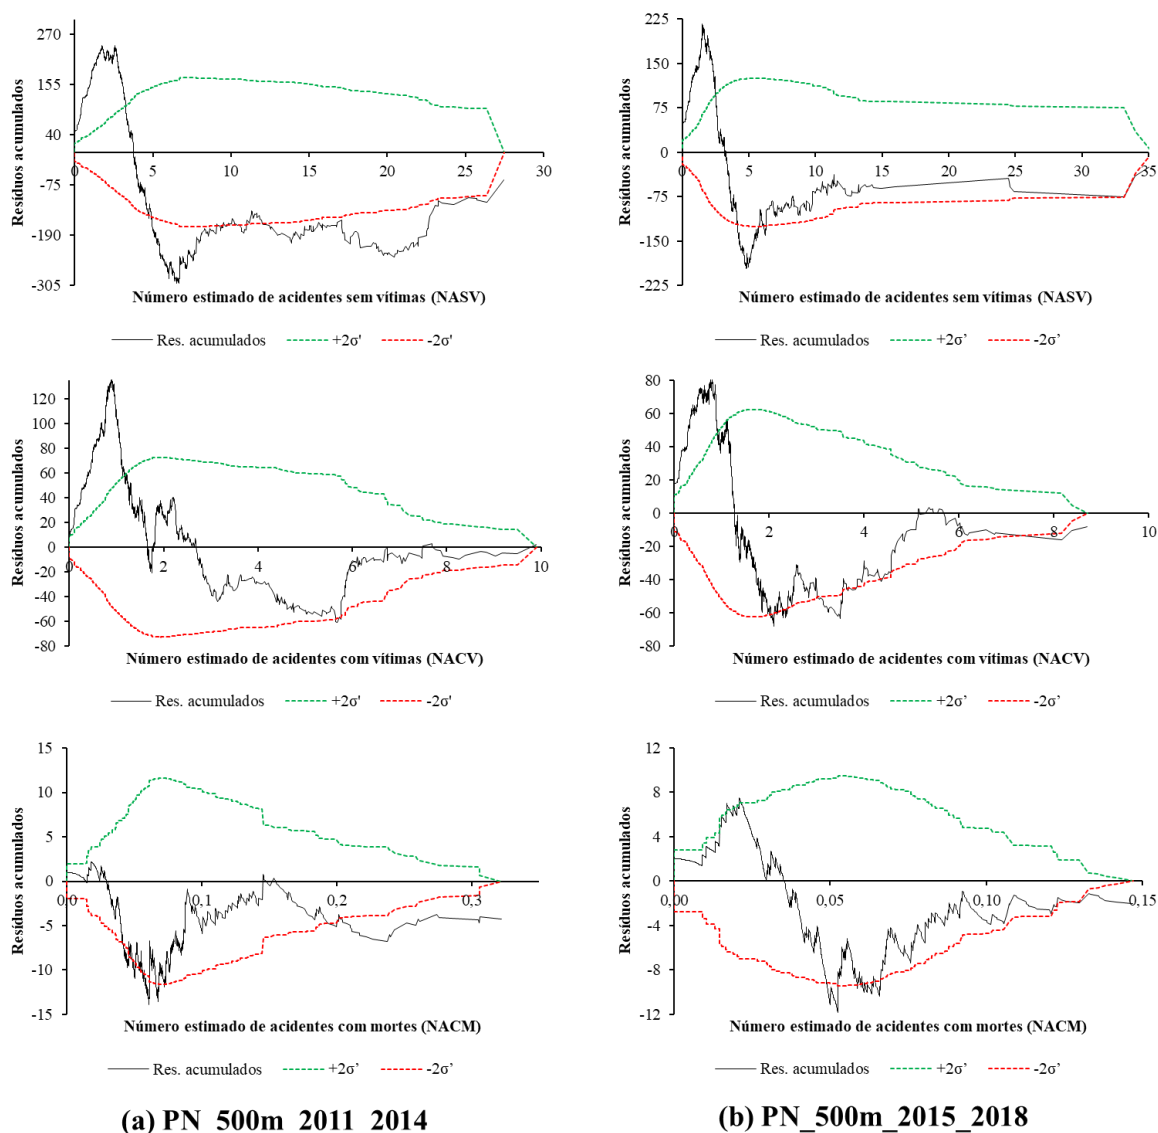 270
155
40
-75
-190
-305
Resíduos acumulados
0
5
10
15
20
25
30
Número estimado de acidentes sem vítimas (NASV)
Res. acumulados
+2σ'
-2σ'
225
150
75
0
-75
-150
-225
Resíduos acumulados
0
5
10
15
20
25
30
35
Número estimado de acidentes sem vítimas (NASV)
Res. acumulados
+2σ’
-2σ’
120
100
80
60
40
20
0
-20
-40
-60
-80
Resíduos acumulados
0
2
4
6
8
10
Número estimado de acidentes com vítimas (NACV)
Res. acumulados
+2σ'
-2σ'
80
60
40
20
0
-20
-40
-60
-80
Resíduos acumulados
0
2
4
6
8
10
Número estimado de acidentes com vítimas (NACV)
Res. acumulados
+2σ’
-2σ’
15
10
5
0
-5
-10
-15
Resíduos acumulados
0,0
0,1
0,2
0,3
Número estimado de acidentes com mortes (NACM)
Res. acumulados
+2σ’
-2σ’
12
8
4
0
-4
-8
-12
Resíduos acumulados
0,00
0,05
0,10
0,15
Número estimado de acidentes com mortes (NACM)
Res. acumulados
+2σ’
-2σ’
(a) PN_500m_2011_2014
(b) PN_500m_2015_2018